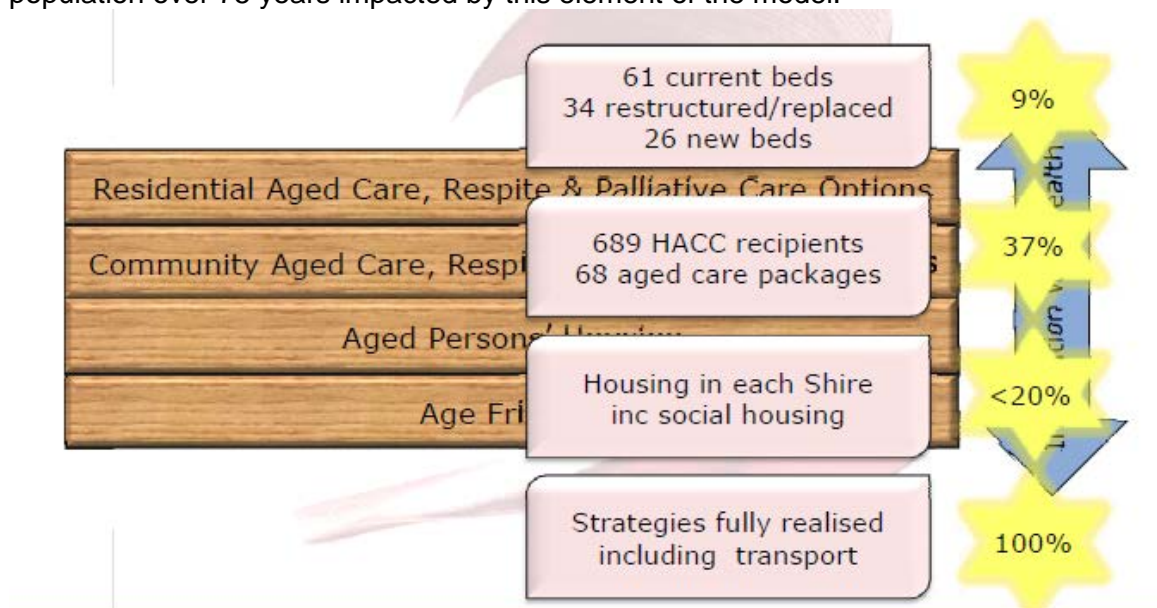 population over 75 years impacted by this element of the model.
61 current beds
34 restructured/replaced
26 new beds
9%
Residential Aged Care, Respite & Palliative Care Options
689 HACC recipients
68 aged care packages
37%
Community Aged Care,
Aged Persons'
Housing in each Shire
inc social housing
<20%
Age
Strategies fully realised
including transport
100%